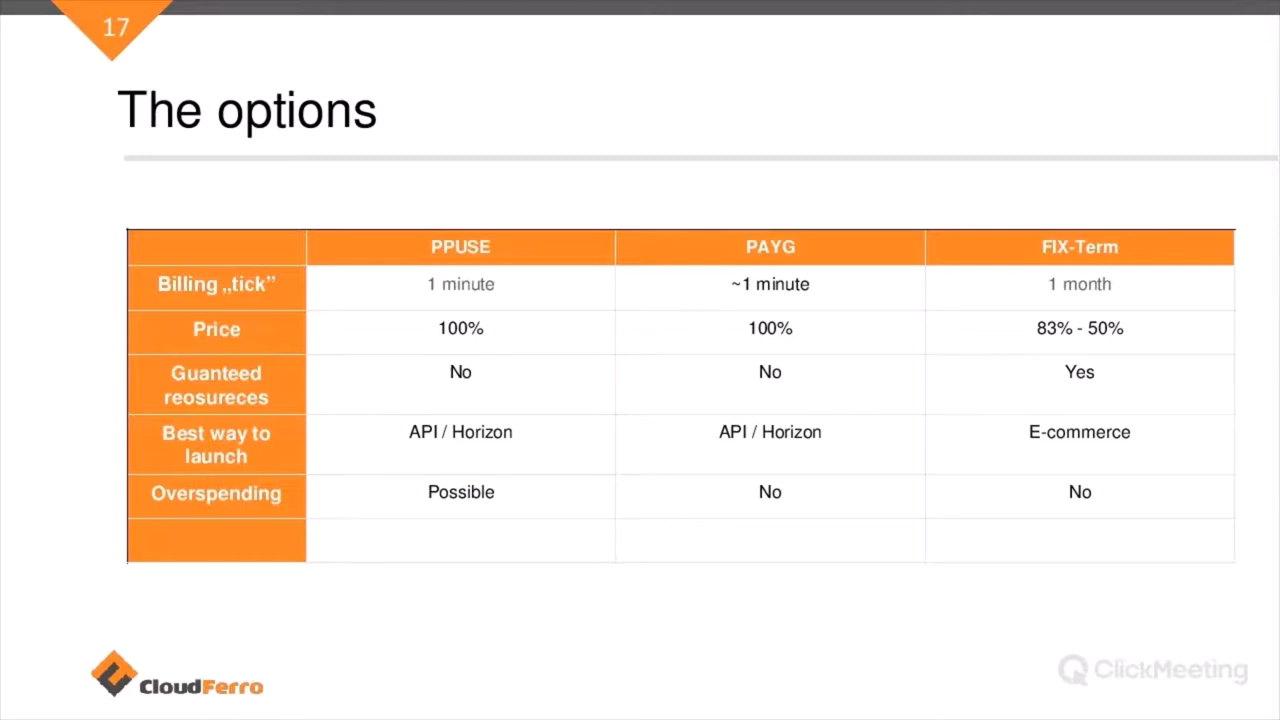 17
The options
PPUSE PAYG FIX-Term
Billing „tick” 1 minute ~1 minute 1 month
Price 100% 100% 83% - 50%
Guanteed
reosureces No No Yes
Best way to
launch API / Horizon API / Horizon E-commerce
Overspending Possible No No
CloudFerro
ClickMeeting